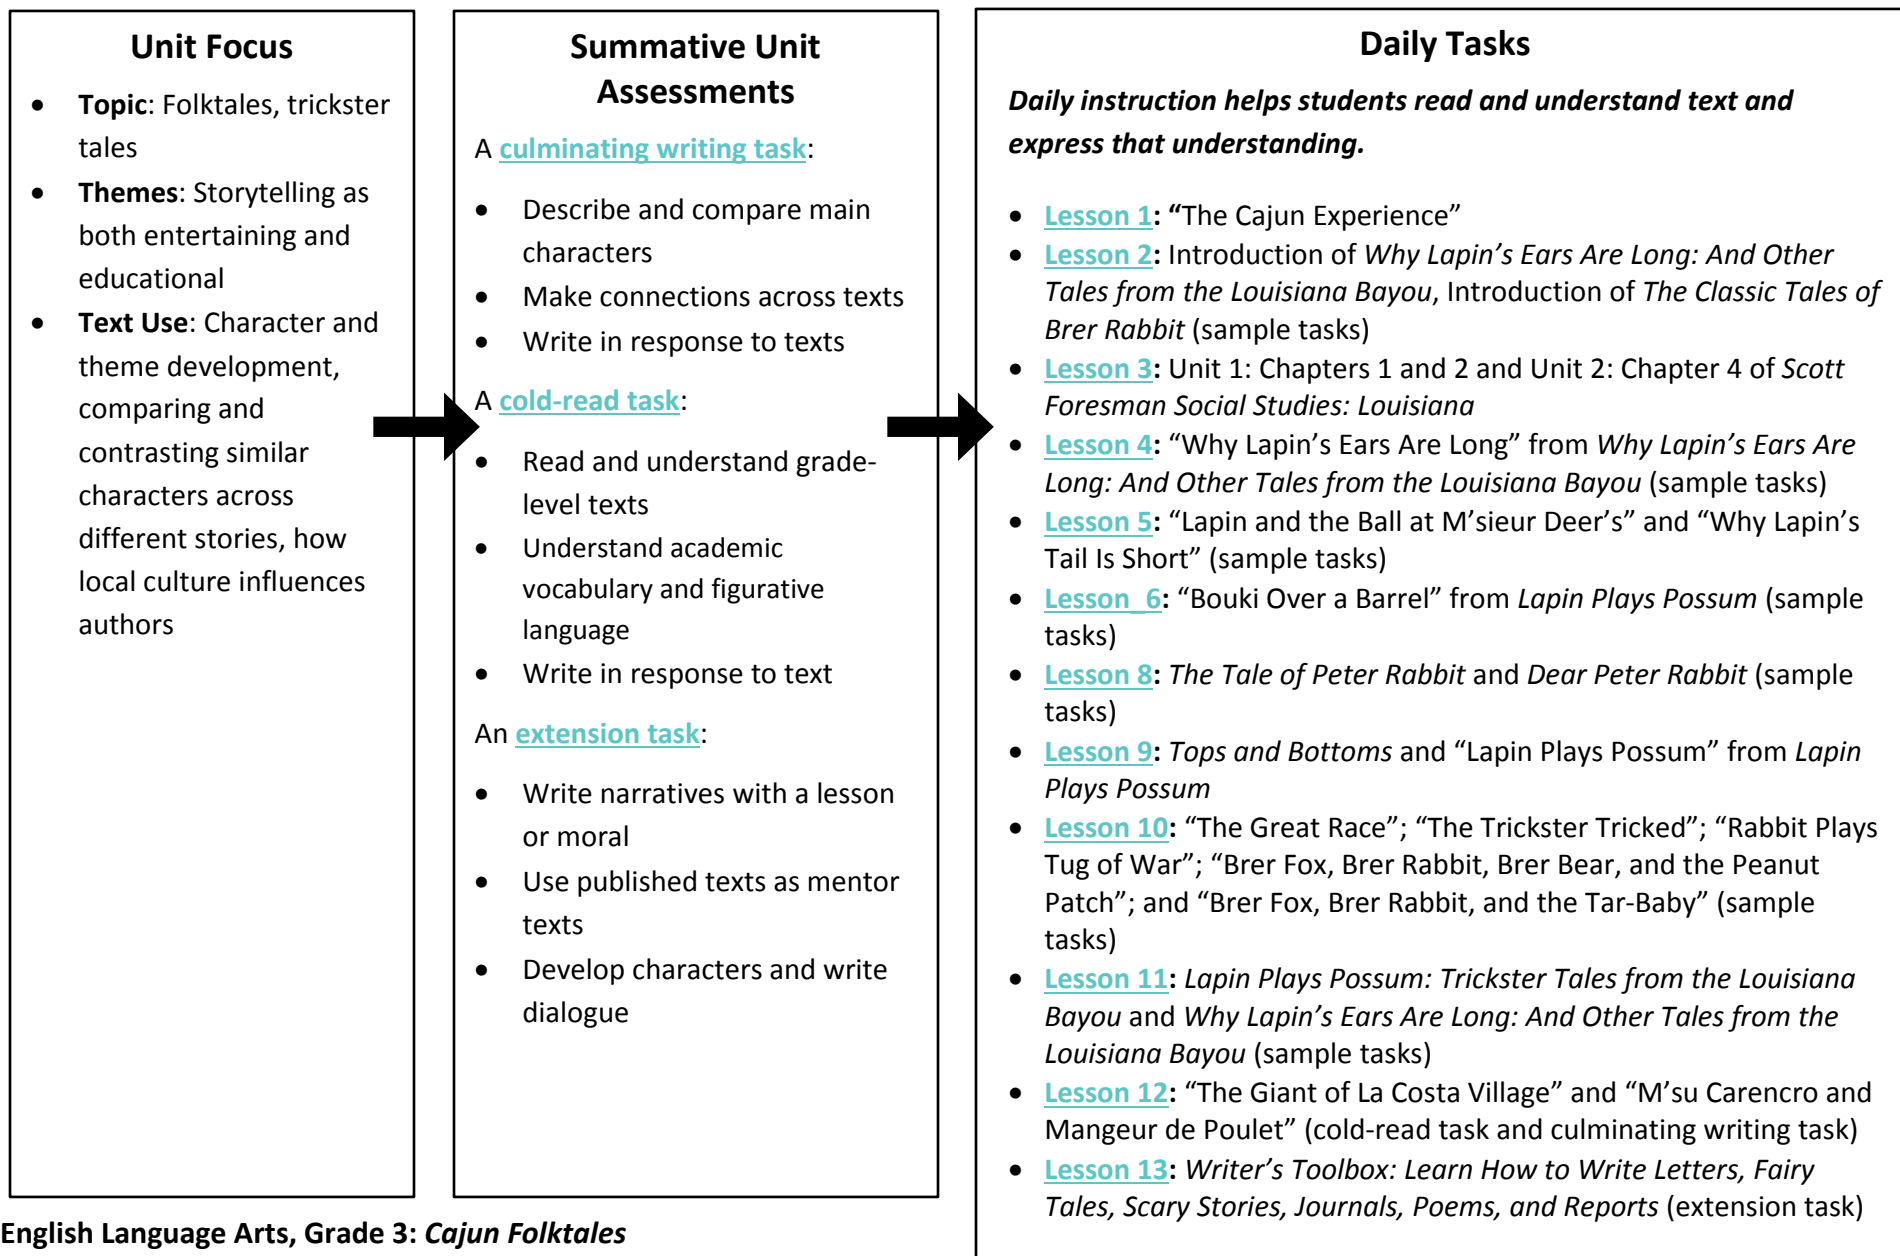 Unit Focus
• Topic: Folktales, trickster
tales
• Themes: Storytelling as
both entertaining and
educational
• Text Use: Character and
theme development,
comparing and
contrasting similar
characters across
different stories, how
local culture influences
authors
Summative Unit
Assessments
A culminating writing task:
• Describe and compare main
characters
• Make connections across texts
• Write in response to texts
A cold-read task:
• Read and understand grade-
level texts
• Understand academic
vocabulary and figurative
language
• Write in response to text
An extension task:
• Write narratives with a lesson
or moral
• Use published texts as mentor
texts
• Develop characters and write
dialogue
Daily Tasks
Daily instruction helps students read and understand text and
express that understanding.
• Lesson 1: “The Cajun Experience”
• Lesson 2: Introduction of Why Lapin’s Ears Are Long: And Other
Tales from the Louisiana Bayou, Introduction of The Classic Tales of
Brer Rabbit (sample tasks)
• Lesson 3: Unit 1: Chapters 1 and 2 and Unit 2: Chapter 4 of Scott
Foresman Social Studies: Louisiana
• Lesson 4: “Why Lapin’s Ears Are Long” from Why Lapin’s Ears Are
Long: And Other Tales from the Louisiana Bayou (sample tasks)
• Lesson 5: “Lapin and the Ball at M’sieur Deer’s” and “Why Lapin’s
Tail Is Short” (sample tasks)
• Lesson_6: “Bouki Over a Barrel” from Lapin Plays Possum (sample
tasks)
• Lesson 8: The Tale of Peter Rabbit and Dear Peter Rabbit (sample
tasks)
• Lesson 9: Tops and Bottoms and “Lapin Plays Possum” from Lapin
Plays Possum
• Lesson 10: “The Great Race”; “The Trickster Tricked”; “Rabbit Plays
Tug of War”; “Brer Fox, Brer Rabbit, Brer Bear, and the Peanut
Patch”; and “Brer Fox, Brer Rabbit, and the Tar-Baby” (sample
tasks)
• Lesson 11: Lapin Plays Possum: Trickster Tales from the Louisiana
Bayou and Why Lapin’s Ears Are Long: And Other Tales from the
Louisiana Bayou (sample tasks)
• Lesson 12: “The Giant of La Costa Village” and “M’su Carencro and
Mangeur de Poulet” (cold-read task and culminating writing task)
• Lesson 13: Writer’s Toolbox: Learn How to Write Letters, Fairy
Tales, Scary Stories, Journals, Poems, and Reports (extension task)
English Language Arts, Grade 3: Cajun Folktales